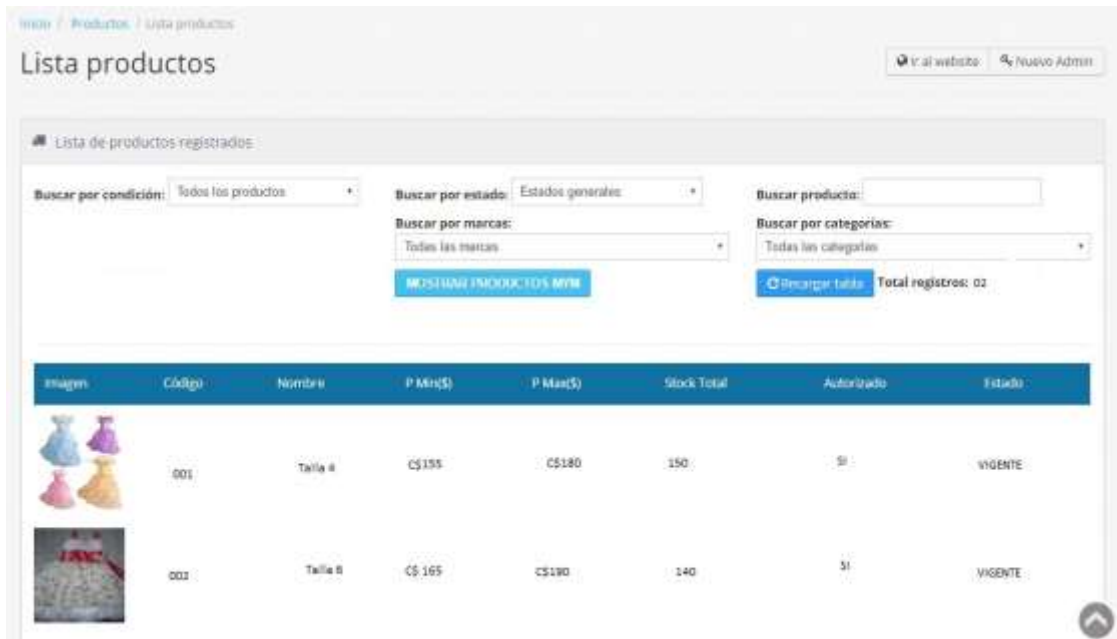 Inicio / Productos / Lista productos
Lista productos
Ir al website Nuevo Admin
Lista de productos registrados
Buscar por condición: Todos los productos
Buscar por estado: Estados generales
Buscar producto:
Buscar por marcas:
Todas las marcas
Buscar por categorías:
Todas las categorías
MOSTRAR PRODUCTOS MYM
Recargar tabla Total registros: 02
Imagen Código Nombre P Min($) P Max($) Stock Total Autorizado Estado
001 Talla 4 C$155 C$180 150 SI VIGENTE
002 Talla C$ 165 140 SI VIGENTE